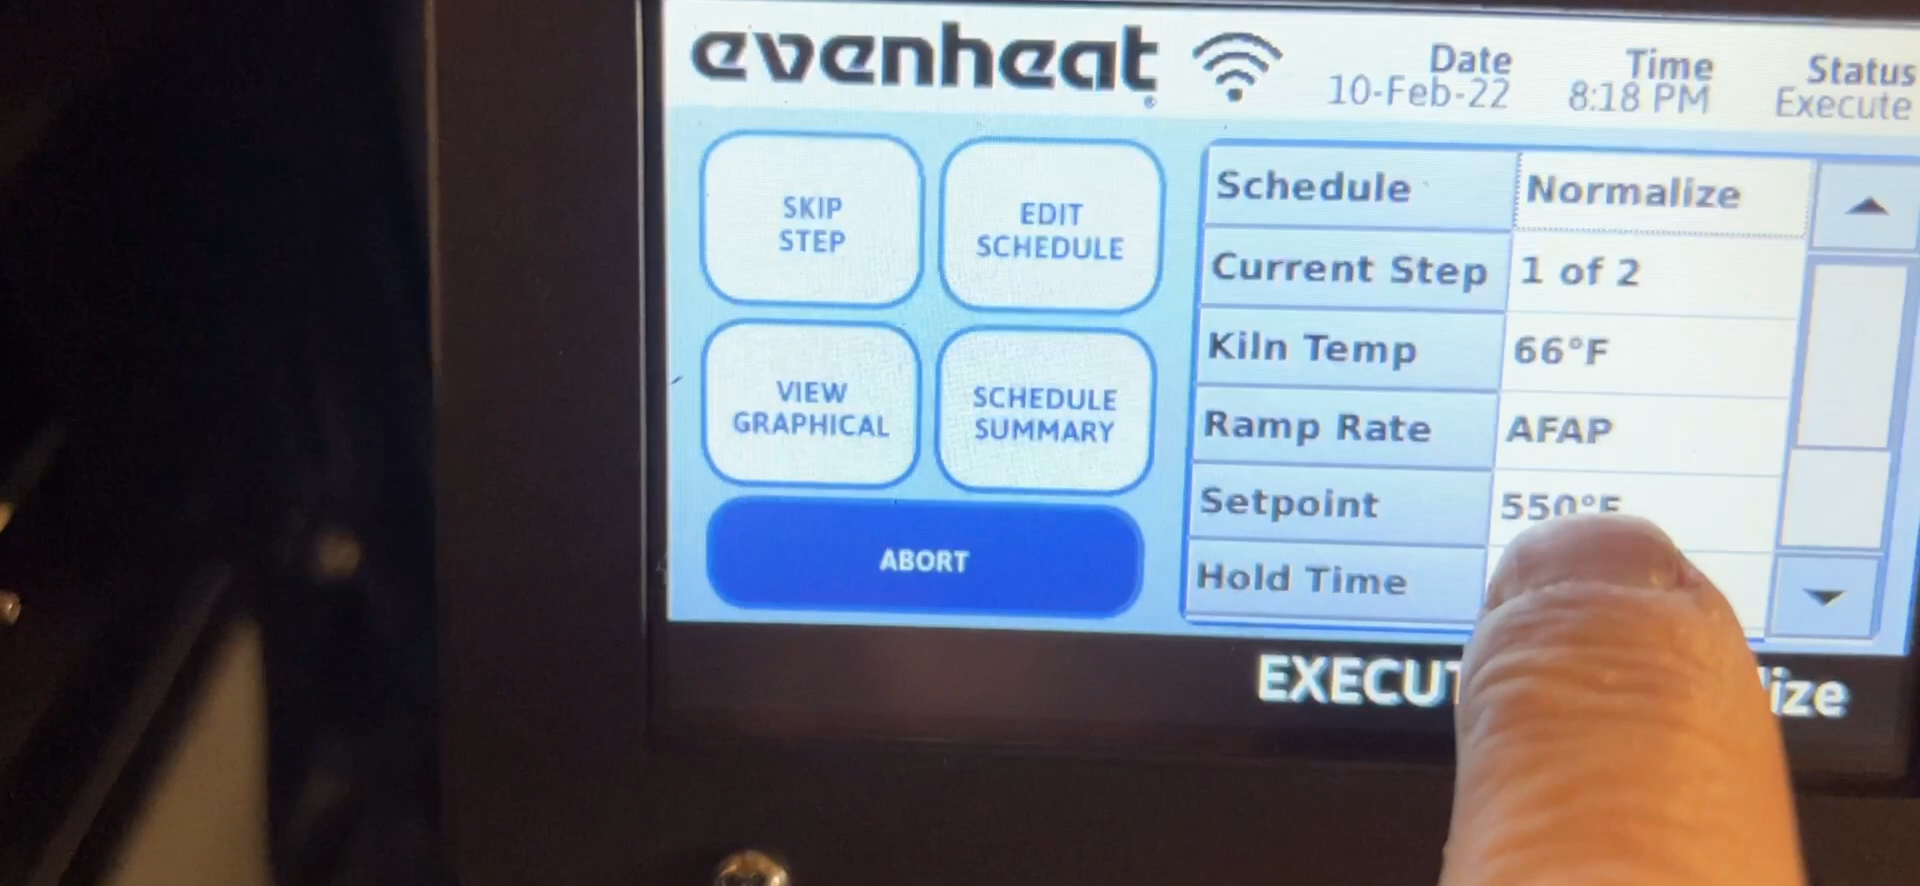 evenheat
Date
10-Feb-22
Time
8:18 PM
Status
Execute
SKIP
STEP
EDIT
SCHEDULE
VIEW
GRAPHICAL
SCHEDULE
SUMMARY
ABORT
Schedule Normalize
Current Step 1 of 2
Kiln Temp 66°F
Ramp Rate AFAP
Setpoint 550°F
Hold Time